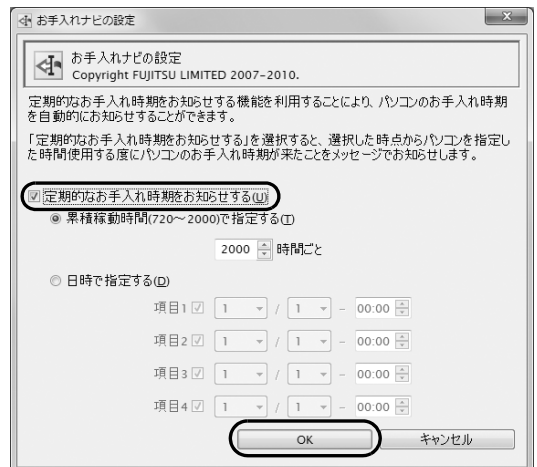 お手入れナビの設定
お手入れナビの設定
Copyright FUJITSU LIMITED 2007-2010.
定期的なお手入れ時期をお知らせする機能を利用することにより、パソコンのお手入れ時期
を自動的にお知らせすることができます。
「定期的なお手入れ時期をお知らせする」を選択すると、選択した時点からパソコンを指定し
た時間使用する度にパソコンのお手入れ時期が来たことをメッセージでお知らせします。
定期的なお手入れ時期をお知らせする(U)
累積稼動時間(720～2000)で指定する(T)
2000 時間ごと
日時で指定する(D)
項目1 1 / 1 - 00:00
項目2 1 / 1 - 00:00
項目3 1 / 1 - 00:00
項目4 1 / 1 - 00:00
OK キャンセル